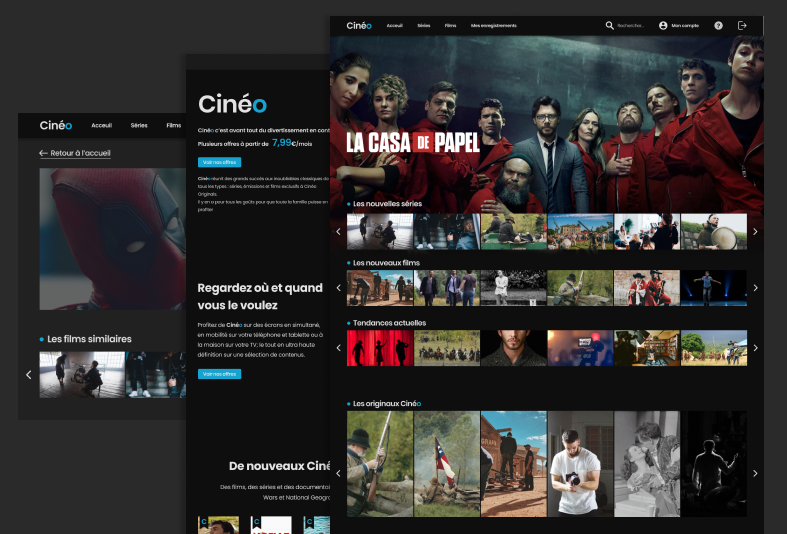 Cinéo
Acceuil
Séries
Films
Retour à l'accueil
Les films similaires
Cinéo
Cinéo c'est avant tout du divertissement en cont
Plusieurs offres à partir de 7,99€/mois
Voir nos offres
Cinéo réunit des grands succès aux inoubliables classiques de
tous les types : séries, émissions et films exclusifs à Cinéo
Originals.
Il y en a pour tous les goûts pour que toute la famille puisse en
profiter.
Regardez où et quand
vous le voulez
Profitez de Cinéo sur des écrans en simultané,
en mobilité sur votre téléphone et tablette ou à
la maison sur votre TV; le tout en ultra haute
définition sur une sélection de contenus.
Voir nos offres
De nouveaux Ciné
Des films, des séries et des documentai
Wars et National Geogra
Cinéo
Acceuil
Séries
Films
Mes enregistrements
Rechercher...
Mon compte
?
LA CASA DE PAPEL
Les nouvelles séries
Les nouveaux films
Tendances actuelles
Les originaux Cinéo